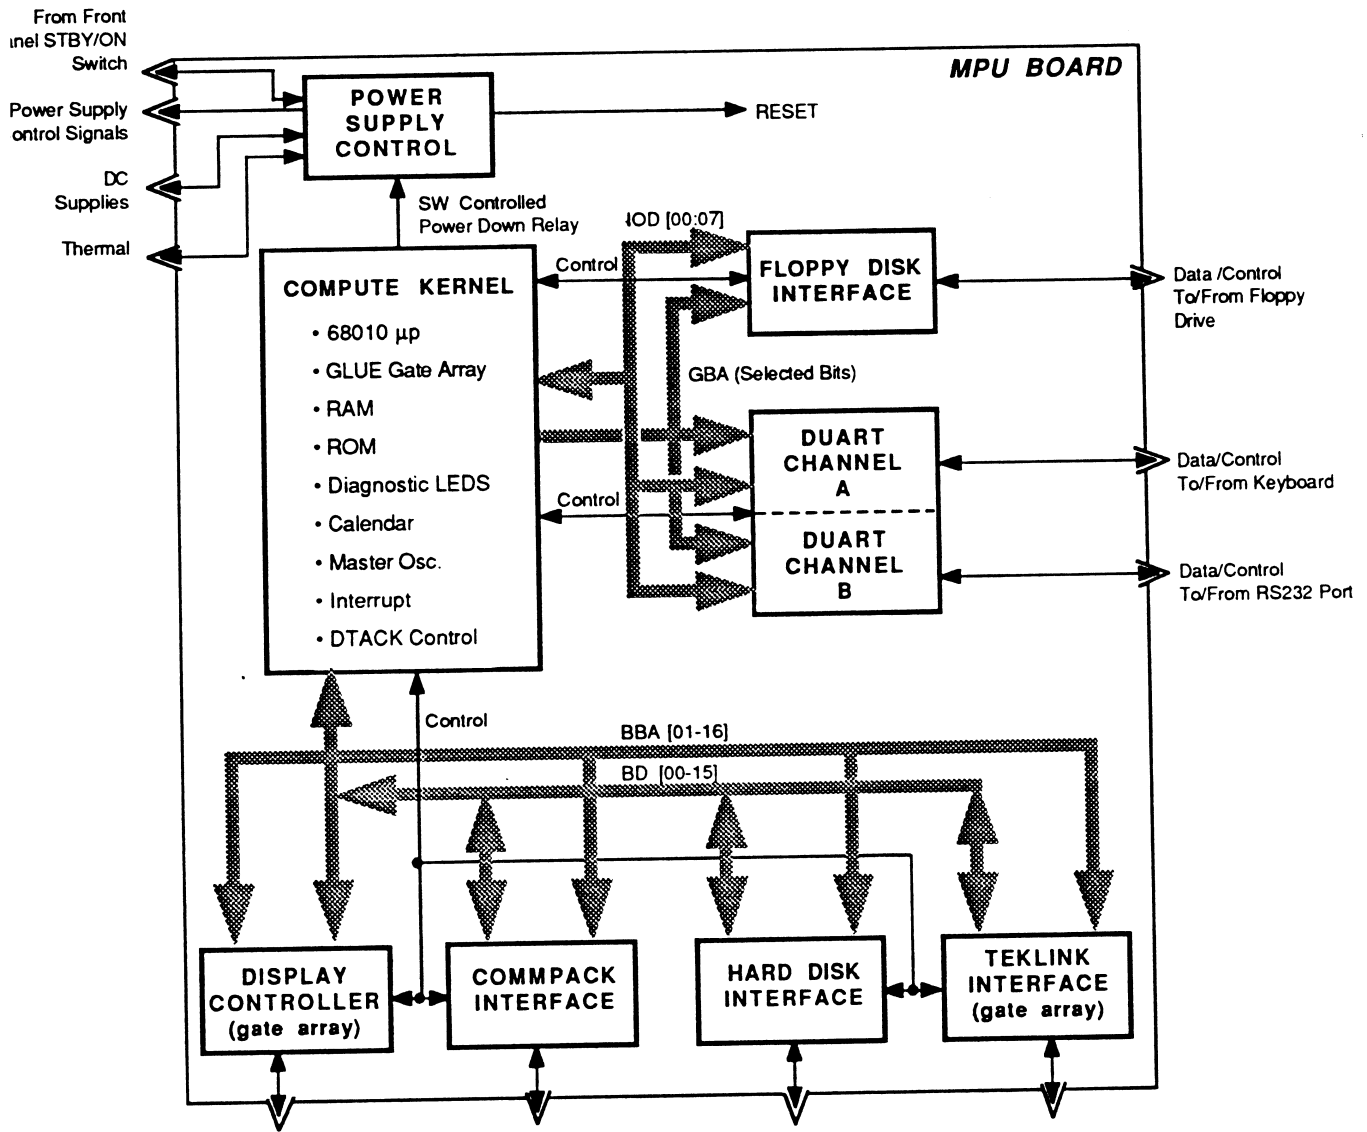 From Front
nel STBY/ON
Switch
MPU BOARD
Power Supply
ontrol Signals
POWER
SUPPLY
CONTROL
RESET
DC
Supplies
Thermal
SW Controlled
Power Down Relay
IOD [00:07]
Control
FLOPPY DISK
INTERFACE
Data /Control
To/From Floppy
Drive
COMPUTE KERNEL
• 68010 µp
• GLUE Gate Array
• RAM
• ROM
• Diagnostic LEDS
• Calendar
• Master Osc.
• Interrupt
• DTACK Control
GBA (Selected Bits)
DUART
CHANNEL
A
Data/Control
To/From Keyboard
Control
DUART
CHANNEL
B
Data/Control
To/From RS232 Port
Control
BBA [01-16]
BD [00-15]
DISPLAY
CONTROLLER
(gate array)
COMMPACK
INTERFACE
HARD DISK
INTERFACE
TEKLINK
INTERFACE
(gate array)